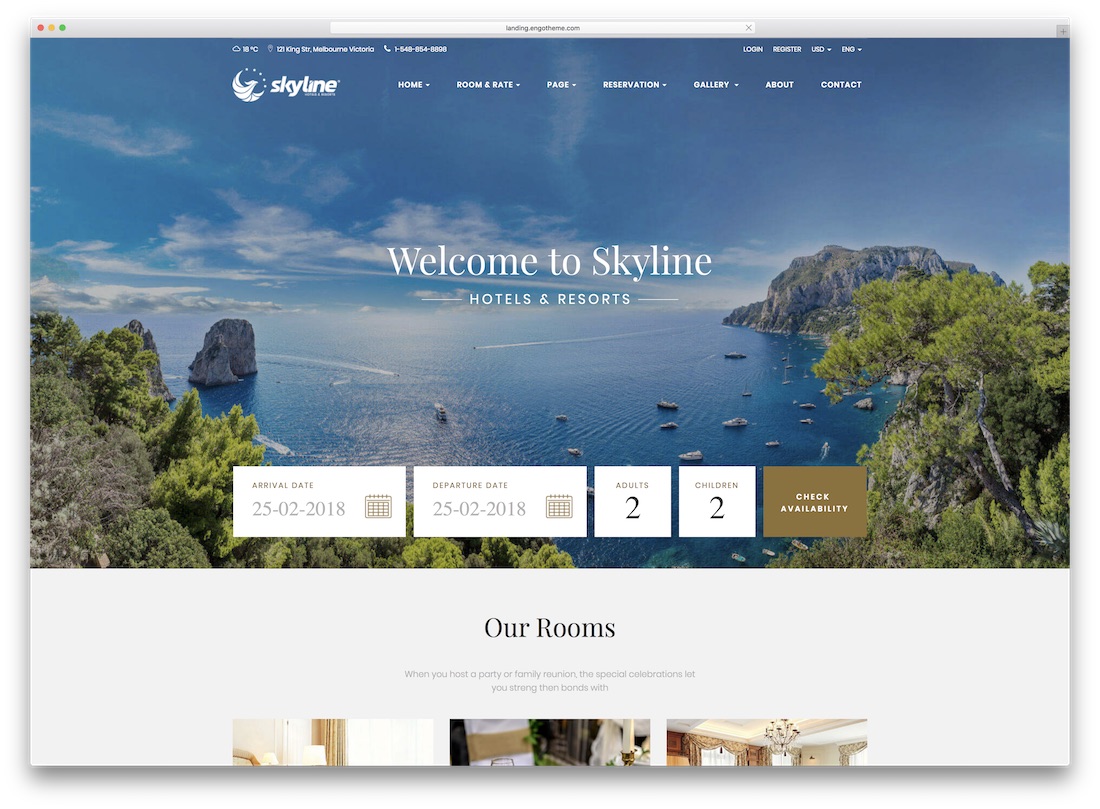 landing.engotheme.com
18 °C 121 King Str, Melbourne Victoria 1-548-854-8898 LOGIN REGISTER USD ENG
skyline
HOTELS & RESORTS
HOME ROOM & RATE PAGE RESERVATION GALLERY ABOUT CONTACT
Welcome to Skyline
HOTELS & RESORTS
ARRIVAL DATE
25-02-2018
DEPARTURE DATE
25-02-2018
ADULTS
2
CHILDREN
2
CHECK
AVAILABILITY
Our Rooms
When you host a party or family reunion, the special celebrations let
you streng then bonds with